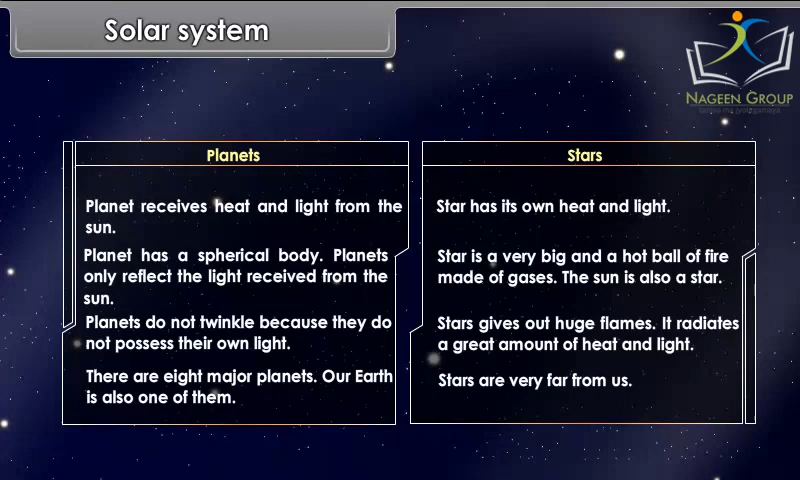 Solar system
NAGEEN GROUP
Planets
Planet receives heat and light from the
sun.
Planet has a spherical body. Planets
only reflect the light received from the
sun.
Planets do not twinkle because they do
not possess their own light.
There are eight major planets. Our Earth
is also one of them.
Stars
Star has its own heat and light.
Star is a very big and a hot ball of fire
made of gases. The sun is also a star.
Stars gives out huge flames. It radiates
a great amount of heat and light.
Stars are very far from us.